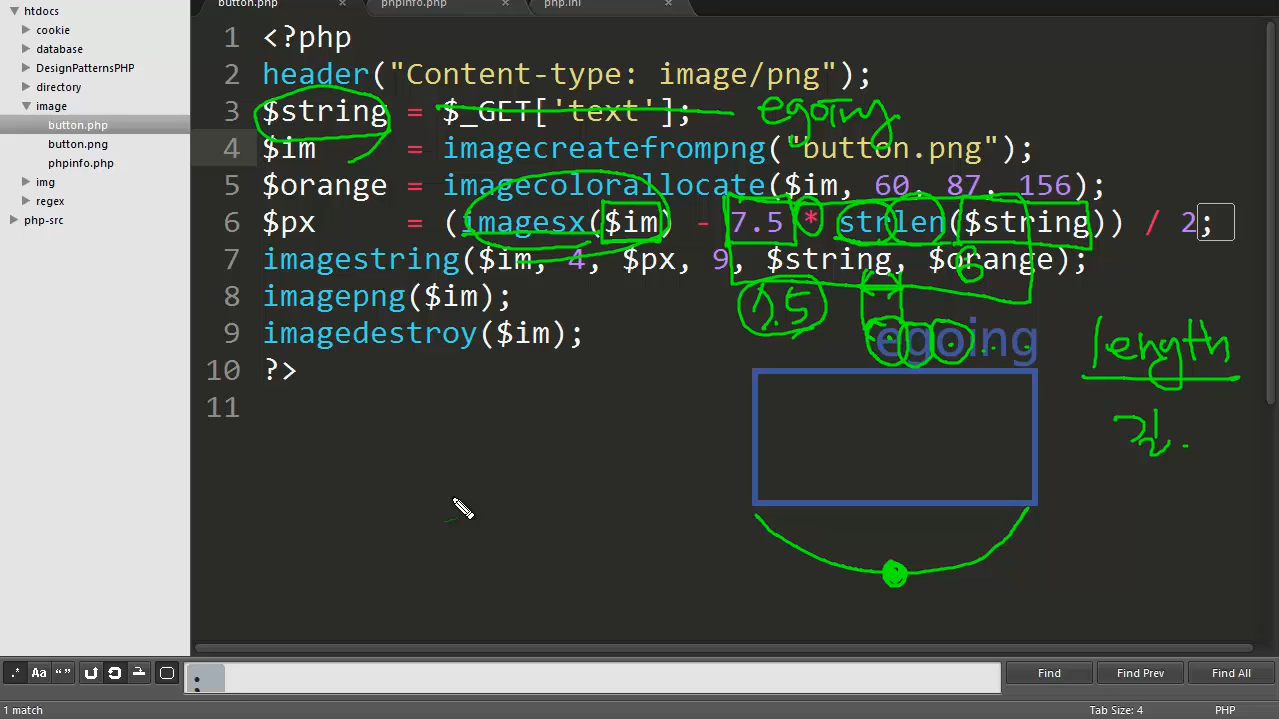 button.php
phpinfo.php
php.ini
htdocs
cookie
database
DesignPatternsPHP
directory
image
button.php
button.png
phpinfo.php
img
regex
php-src
1 <?php
2 header("Content-type: image/png");
3 $string = $_GET['text'];
egoing
4 $im = imagecreatefrompng("button.png");
5 $orange = imagecolorallocate($im, 60, 87, 156);
6 $px = (imagesx($im) - 7.5 * strlen($string)) / 2;
7 imagestring($im, 4, $px, 9, $string, $orange);
6
8 imagepng($im);
7.5
9 imagedestroy($im);
egoing
length
10 ?>
11
.*
Aa
“ ”
;
Find
Find Prev
Find All
1 match
Tab Size: 4
PHP